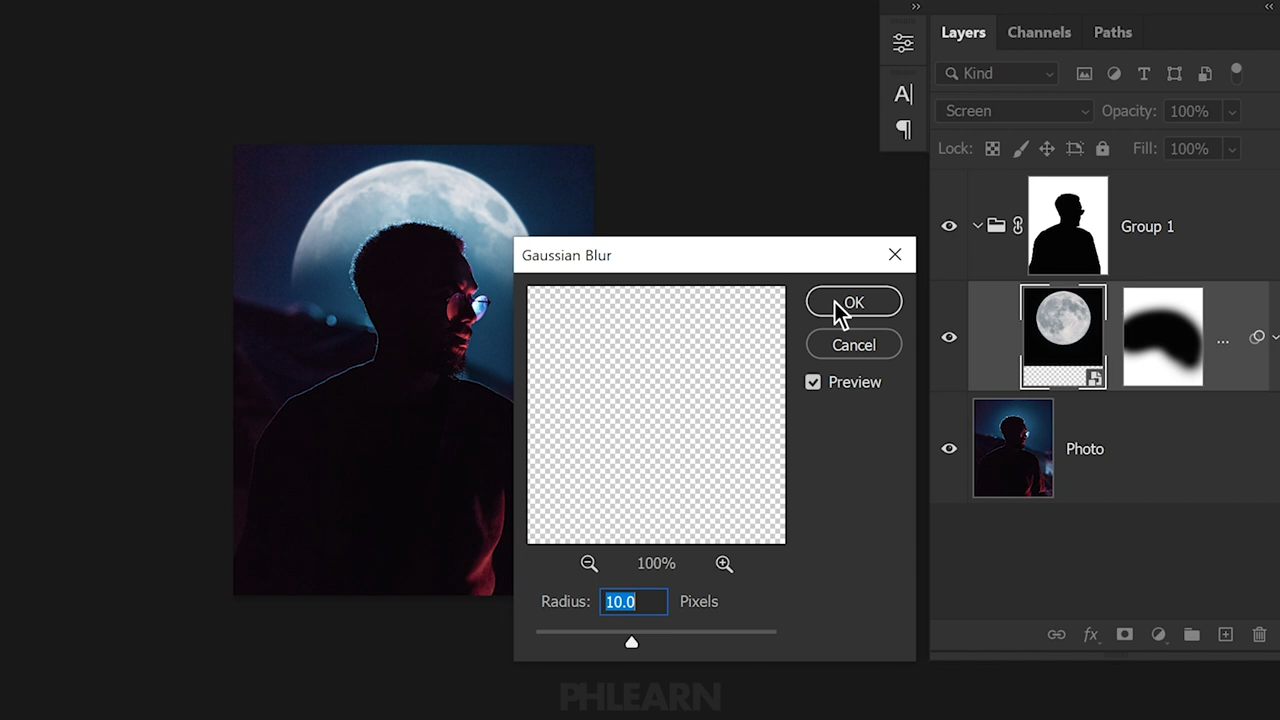 Layers Channels Paths
Kind
Screen Opacity: 100%
Lock: Fill: 100%
Group 1
...
Photo
Gaussian Blur
OK
Cancel
Preview
100%
Radius: 10.0 Pixels
PHLEARN